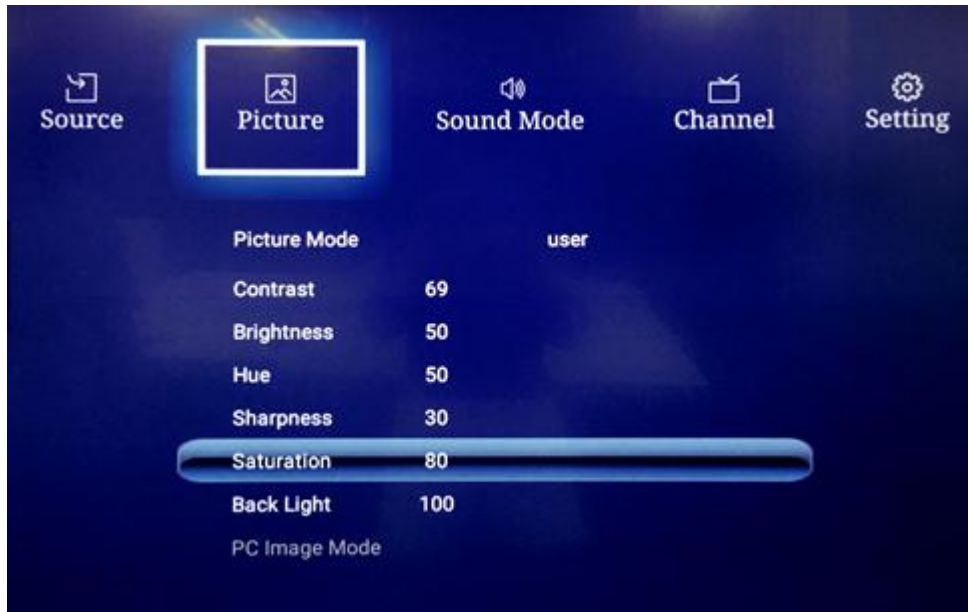 Source Picture Sound Mode Channel Setting
Picture Mode user
Contrast 69
Brightness 50
Hue 50
Sharpness 30
Saturation 80
Back Light 100
PC Image Mode